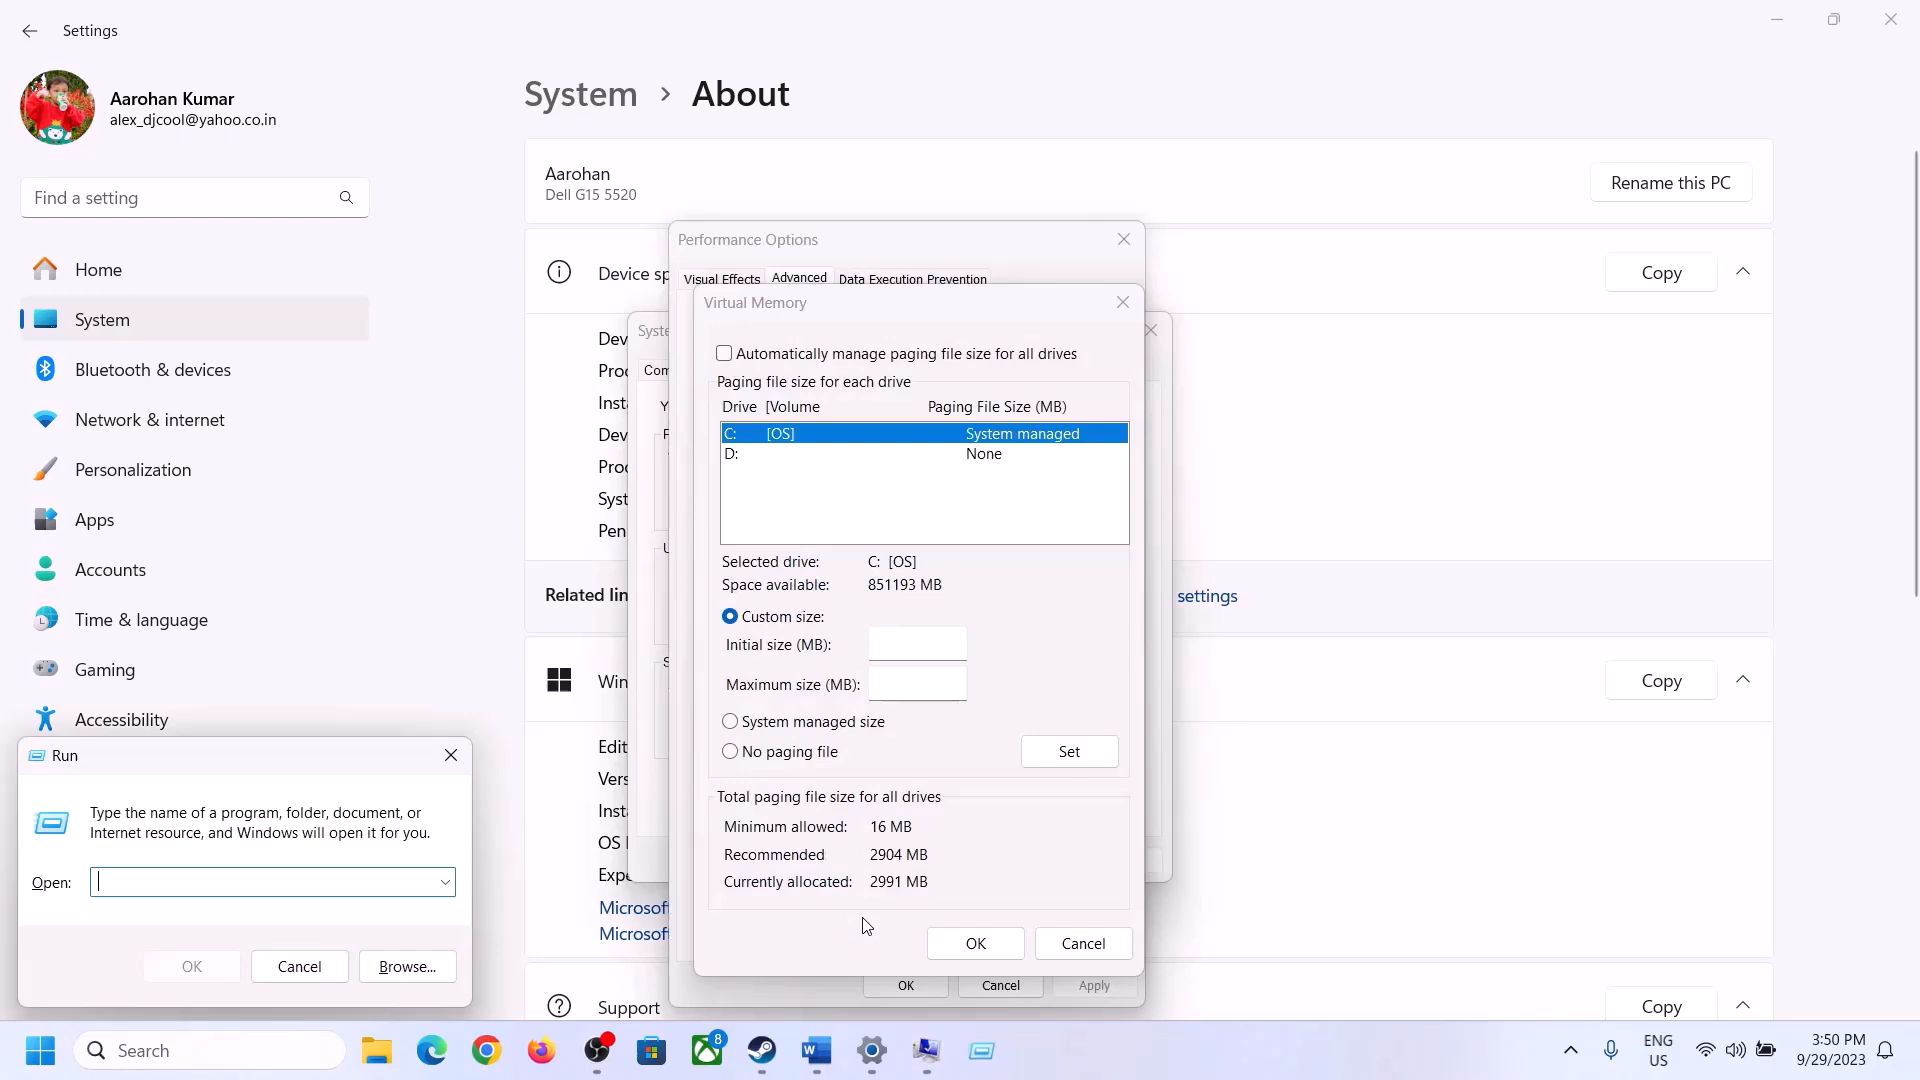 Settings
Aarohan Kumar
alex_djcool@yahoo.co.in
Find a setting
Home
System
Bluetooth & devices
Network & internet
Personalization
Apps
Accounts
Time & language
Gaming
Accessibility
System > About
Aarohan
Dell G15 5520
Rename this PC
Device sp
Copy
Dev
Proc
Insta
Dev
Proc
Syst
Pen
Related lin
settings
Win
Copy
Edit
Vers
Insta
OS
Expe
Microsof
Microsof
Support
Copy
Syste
Com
Y
Performance Options
Visual Effects
Advanced
Data Execution Prevention
OK
Cancel
Apply
Virtual Memory
Automatically manage paging file size for all drives
Paging file size for each drive
Drive [Volume Paging File Size (MB)
C: [OS] System managed
D: None
Selected drive: C: [OS]
Space available: 851193 MB
Custom size:
Initial size (MB):
Maximum size (MB):
System managed size
No paging file
Set
Total paging file size for all drives
Minimum allowed: 16 MB
Recommended 2904 MB
Currently allocated: 2991 MB
OK
Cancel
Run
Type the name of a program, folder, document, or
Internet resource, and Windows will open it for you.
Open:
OK
Cancel
Browse...
Search
8
ENG
US
3:50 PM
9/29/2023